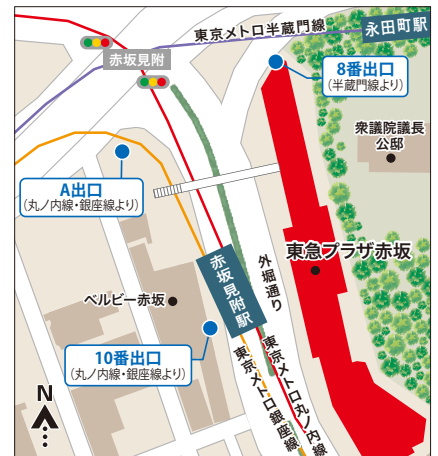 東京メトロ半蔵門線
永田町駅
赤坂見附
8番出口
(半蔵門線より)
衆議院議長
公邸
A出口
(丸ノ内線・銀座線より)
赤坂見附駅
外堀通り
東急プラザ赤坂
ベルビー赤坂
10番出口
(丸ノ内線・銀座線より)
東京メトロ丸ノ内線
東京メトロ銀座線
N